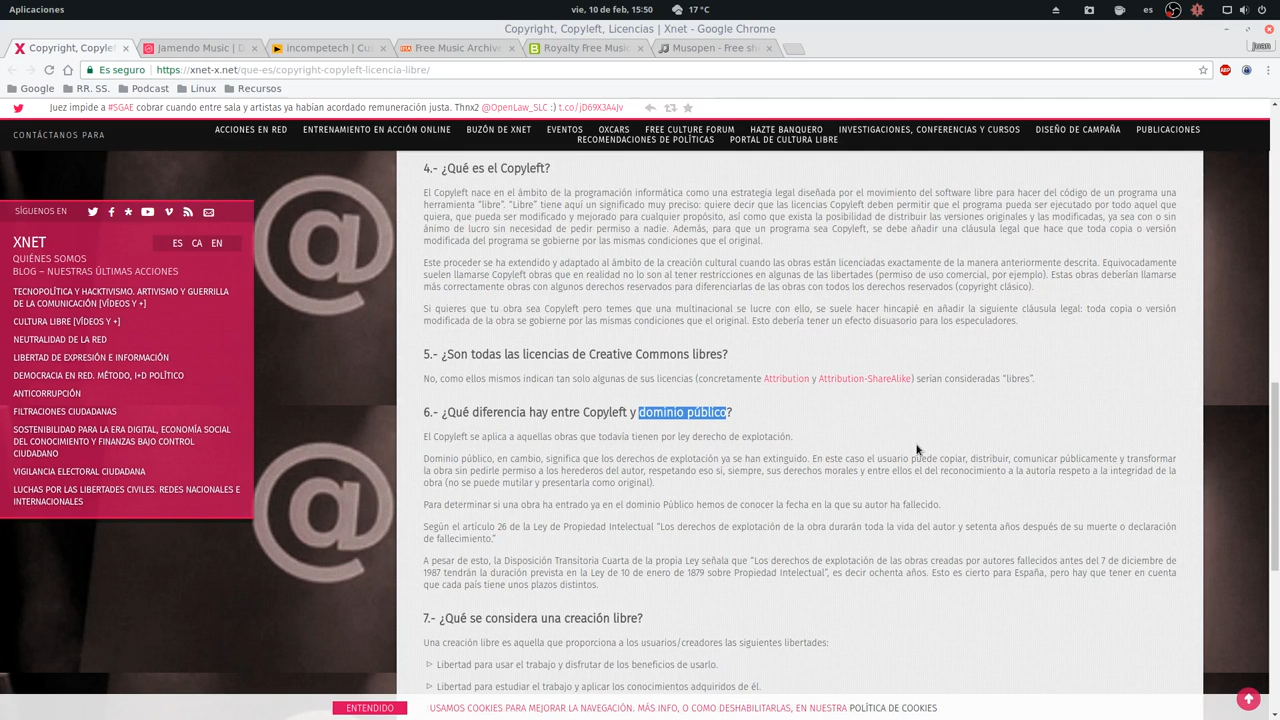 Aplicaciones
vie, 10 de feb, 15:50
17 °C
es
Copyright, Copyleft, Licencias | Xnet - Google Chrome
Copyright, Copyle
Jamendo Music | D
Incompetech | Cus
Free Music Archive
Royalty Free Music
Musopen - Free sh
Juan
Es seguro
https://xnet-x.net/que-es/copyright-copyleft-licencia-libre/
ABP
Google
RR. SS.
Podcast
Linux
Recursos
Juez impide a #SGAE cobrar cuando entre sala y artistas ya habían acordado remuneración justa. Thnx2 @OpenLaw_SLC :) t.co/jD69X3A4Jv
CONTÁCTANOS PARA
ACCIONES EN RED ENTRENAMIENTO EN ACCIÓN ONLINE BUZÓN DE XNET EVENTOS OXCARS FREE CULTURE FORUM HAZTE BANQUERO INVESTIGACIONES, CONFERENCIAS Y CURSOS DISEÑO DE CAMPAÑA PUBLICACIONES
RECOMENDACIONES DE POLÍTICAS PORTAL DE CULTURA LIBRE
SÍGUENOS EN
XNET
ES CA EN
QUIÉNES SOMOS
BLOG – NUESTRAS ÚLTIMAS ACCIONES
TECNOPOLÍTICA Y HACKTIVISMO. ARTIVISMO Y GUERRILLA
DE LA COMUNICACIÓN [VÍDEOS Y +]
CULTURA LIBRE [VÍDEOS Y +]
NEUTRALIDAD DE LA RED
LIBERTAD DE EXPRESIÓN E INFORMACIÓN
DEMOCRACIA EN RED. MÉTODO, I+D POLÍTICO
ANTICORRUPCIÓN
FILTRACIONES CIUDADANAS
SOSTENIBILIDAD PARA LA ERA DIGITAL, ECONOMÍA SOCIAL
DEL CONOCIMIENTO Y FINANZAS BAJO CONTROL
CIUDADANO
VIGILANCIA ELECTORAL CIUDADANA
LUCHAS POR LAS LIBERTADES CIVILES. REDES NACIONALES E
INTERNACIONALES
4.- ¿Qué es el Copyleft?
El Copyleft nace en el ámbito de la programación informática como una estrategia legal diseñada por el movimiento del software libre para hacer del código de un programa una
herramienta “libre”. “Libre” tiene aquí un significado muy preciso: quiere decir que las licencias Copyleft deben permitir que el programa pueda ser ejecutado por todo aquel que
quiera, que pueda ser modificado y mejorado para cualquier propósito, así como que exista la posibilidad de distribuir las versiones originales y las modificadas, ya sea con o sin
ánimo de lucro sin necesidad de pedir permiso a nadie. Además, para que un programa sea Copyleft, se debe añadir una cláusula legal que hace que toda copia o versión
modificada del programa se gobierne por las mismas condiciones que el original.
Este proceder se ha extendido y adaptado al ámbito de la creación cultural cuando las obras están licenciadas exactamente de la manera anteriormente descrita. Equivocadamente
suelen llamarse Copyleft obras que en realidad no lo son al tener restricciones en algunas de las libertades (permiso de uso comercial, por ejemplo). Estas obras deberían llamarse
más correctamente obras con algunos derechos reservados para diferenciarlas de las obras con todos los derechos reservados (copyright clásico).
Si quieres que tu obra sea Copyleft pero temes que una multinacional se lucre con ello, se suele hacer hincapié en añadir la siguiente cláusula legal: toda copia o versión
modificada de la obra se gobierne por las mismas condiciones que el original. Esto debería tener un efecto disuasorio para los especuladores.
5.- ¿Son todas las licencias de Creative Commons libres?
No, como ellos mismos indican tan solo algunas de sus licencias (concretamente Attribution y Attribution-ShareAlike) serían consideradas “libres”.
6.- ¿Qué diferencia hay entre Copyleft y dominio público?
El Copyleft se aplica a aquellas obras que todavía tienen por ley derecho de explotación.
Dominio público, en cambio, significa que los derechos de explotación ya se han extinguido. En este caso el usuario puede copiar, distribuir, comunicar públicamente y transformar
la obra sin pedirle permiso a los herederos del autor, respetando eso si, siempre, sus derechos morales y entre ellos el del reconocimiento a la autoría respeto a la integridad de la
obra (no se puede mutilar y presentarla como original).
Para determinar si una obra ha entrado ya en el dominio Público hemos de conocer la fecha en la que su autor ha fallecido.
Según el artículo 26 de la Ley de Propiedad Intelectual “Los derechos de explotación de la obra durarán toda la vida del autor y setenta años después de su muerte o declaración
de fallecimiento.”
A pesar de esto, la Disposición Transitoria Cuarta de la propia Ley señala que “Los derechos de explotación de las obras creadas por autores fallecidos antes del 7 de diciembre de
1987 tendrán la duración prevista en la Ley de 10 de enero de 1879 sobre Propiedad Intelectual”, es decir ochenta años. Esto es cierto para España, pero hay que tener en cuenta
que cada país tiene unos plazos distintos.
7.- ¿Qué se considera una creación libre?
Una creación libre es aquella que proporciona a los usuarios/creadores las siguientes libertades:
Libertad para usar el trabajo y disfrutar de los beneficios de usarlo.
Libertad para estudiar el trabajo y aplicar los conocimientos adquiridos de él.
ENTENDIDO
USAMOS COOKIES PARA MEJORAR LA NAVEGACIÓN. MÁS INFO, O COMO DESHABILITARLAS, EN NUESTRA POLÍTICA DE COOKIES